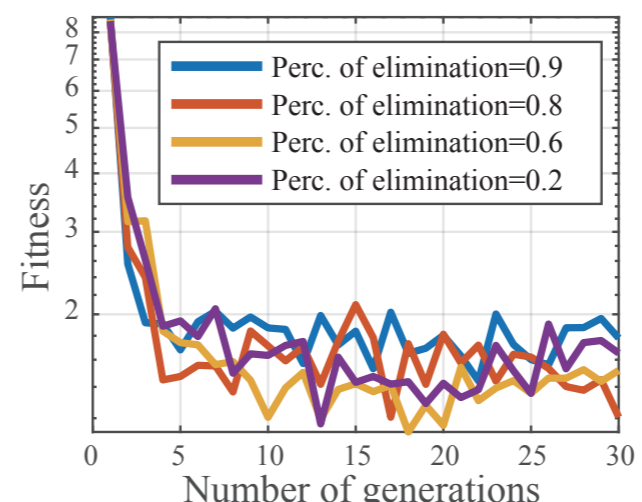 8
7
6
5
4
3
2
Fitness
Perc. of elimination=0.9
Perc. of elimination=0.8
Perc. of elimination=0.6
Perc. of elimination=0.2
0 5 10 15 20 25 30
Number of generations